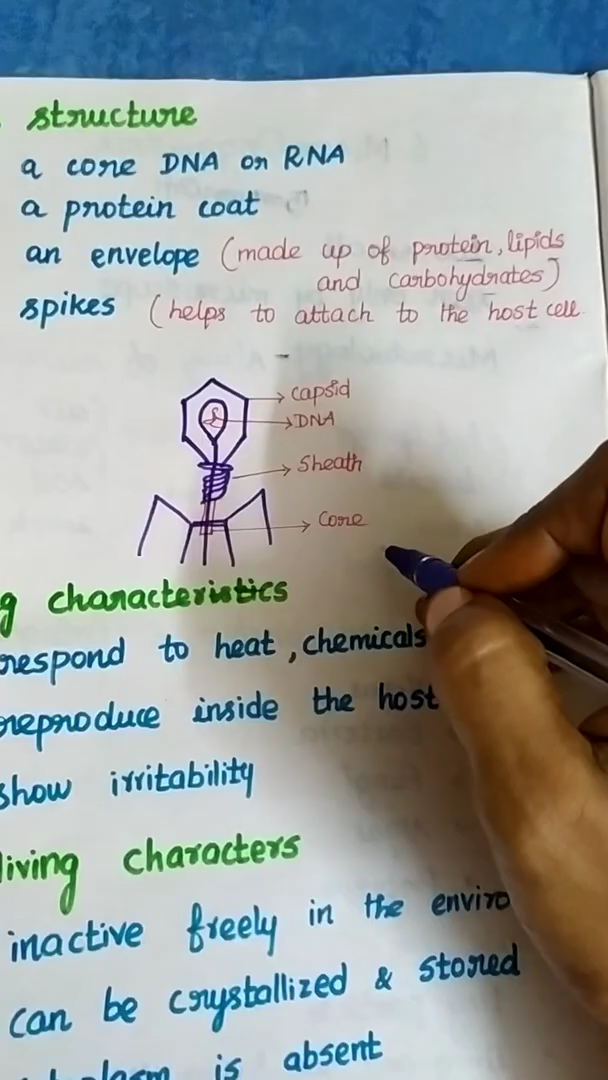 structure
a core DNA or RNA
a protein coat
an envelope (made up of protein, lipids
and carbohydrates)
spikes (helps to attach to the host cell
capsid
DNA
Sheath
Core
g characteristics
respond to heat, chemicals
reproduce inside the host
show irritability
living characters
inactive freely in the enviro
can be crystallized & stored
is absent